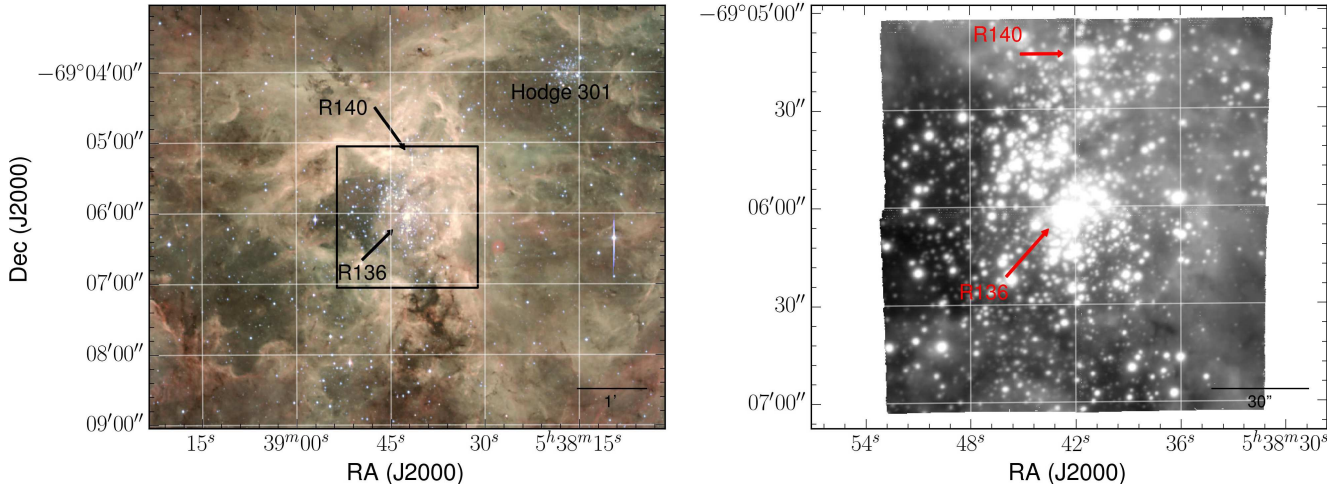 −69°04′00″
05′00″
06′00″
07′00″
08′00″
09′00″
Dec (J2000)
R140
Hodge 301
R136
1'
15ˢ
39ᵐ00ˢ
45ˢ
30ˢ
5ʰ38ᵐ15ˢ
RA (J2000)
−69°05′00″
30″
06′00″
30″
07′00″
R140
R136
30"
54ˢ
48ˢ
42ˢ
36ˢ
5ʰ38ᵐ30ˢ
RA (J2000)